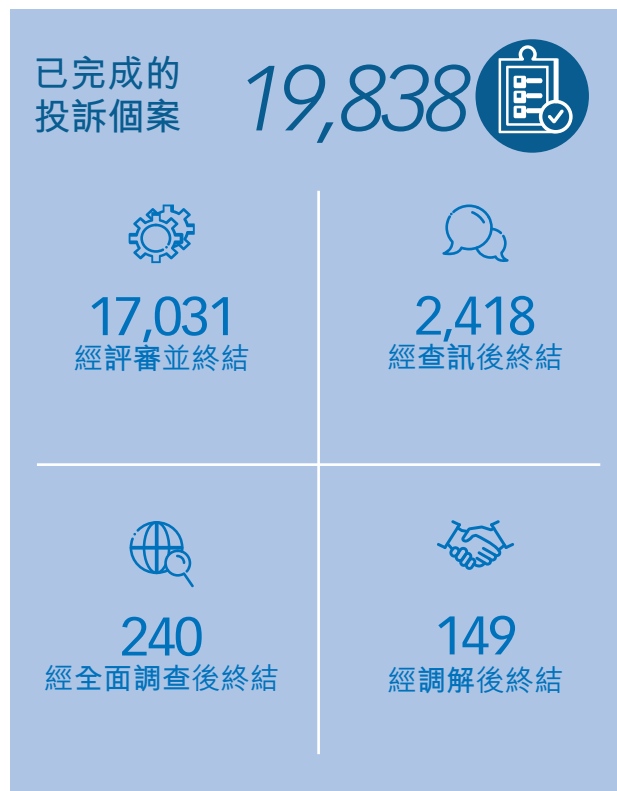 已完成的
投訴個案
19,838
17,031
經評審並終結
2,418
經查訊後終結
240
經全面調查後終結
149
經調解後終結